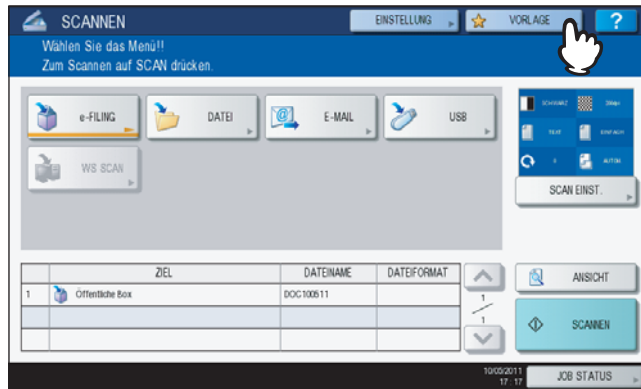 SCANNEN
EINSTELLUNG
VORLAGE
?
Wählen Sie das Menü!!
Zum Scannen auf SCAN drücken.
e-FILING
DATEI
E-MAIL
USB
SCHWARZ
TEXT
EINFACH
WS SCAN
SCAN EINST.
ZIEL
DATEINAME
DATEIFORMAT
1
Öffentliche Box
DOC100511
1
1
ANSICHT
SCANNEN
10/05/2011
17:17
JOB STATUS